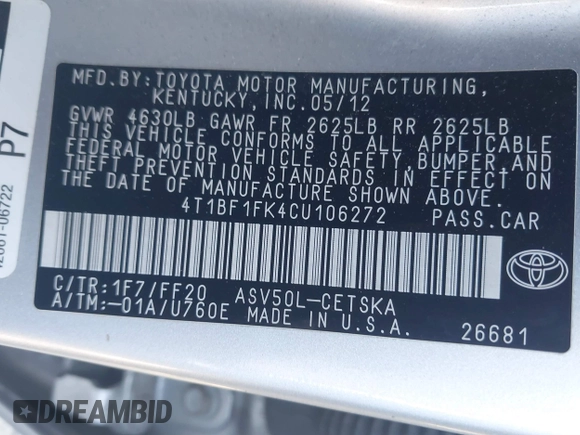 MFD.BY:TOYOTA MOTOR MANUFACTURING,
KENTUCKY,INC.05/12
GVWR 4630LB GAWR FR 2625LB RR 2625LB
THIS VEHICLE CONFORMS TO ALL APPLICABLE
FEDERAL MOTOR VEHICLE SAFETY,BUMPER AND
THEFT PREVENTION STANDARDS IN EFFECT ON
THE DATE OF MANUFACTURE SHOWN ABOVE.
4T1BF1FK4CU106272 PASS.CAR
C/TR:1F7/FF20 ASV50L-CETSKA
A/TM:-01A/U760E MADE IN U.S.A. 26681
P7
12061-06722
DREAMBID